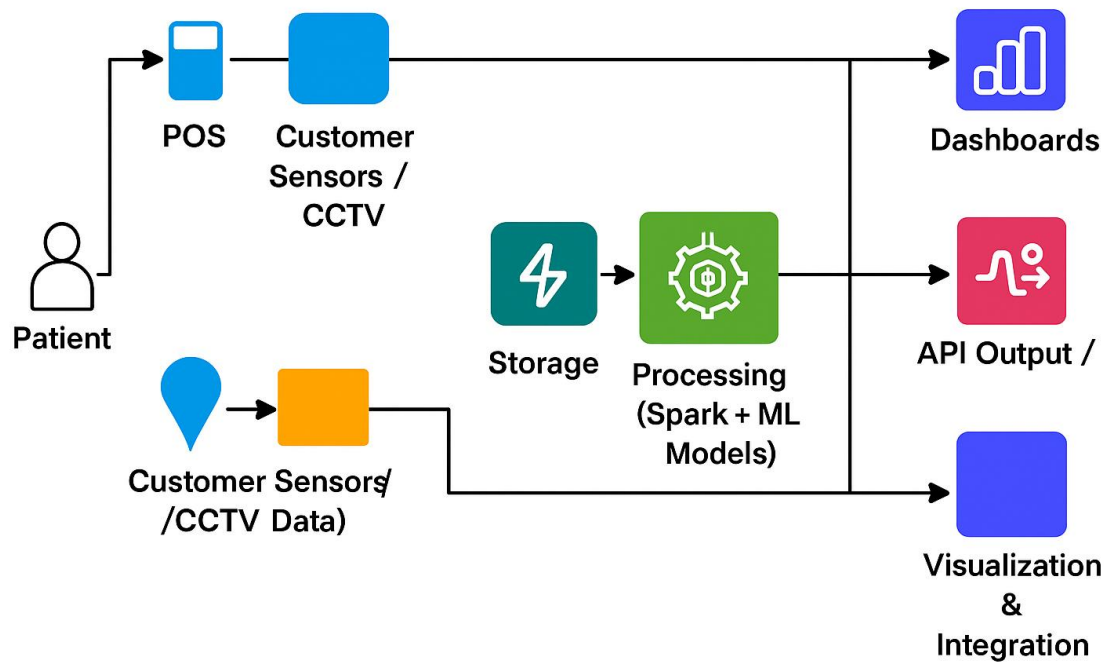 POS
Customer
Sensors /
CCTV
Dashboards
Patient
Storage
Processing
(Spark + ML
Models)
API Output /
Customer Sensors/
/CCTV Data)
Visualization
&
Integration